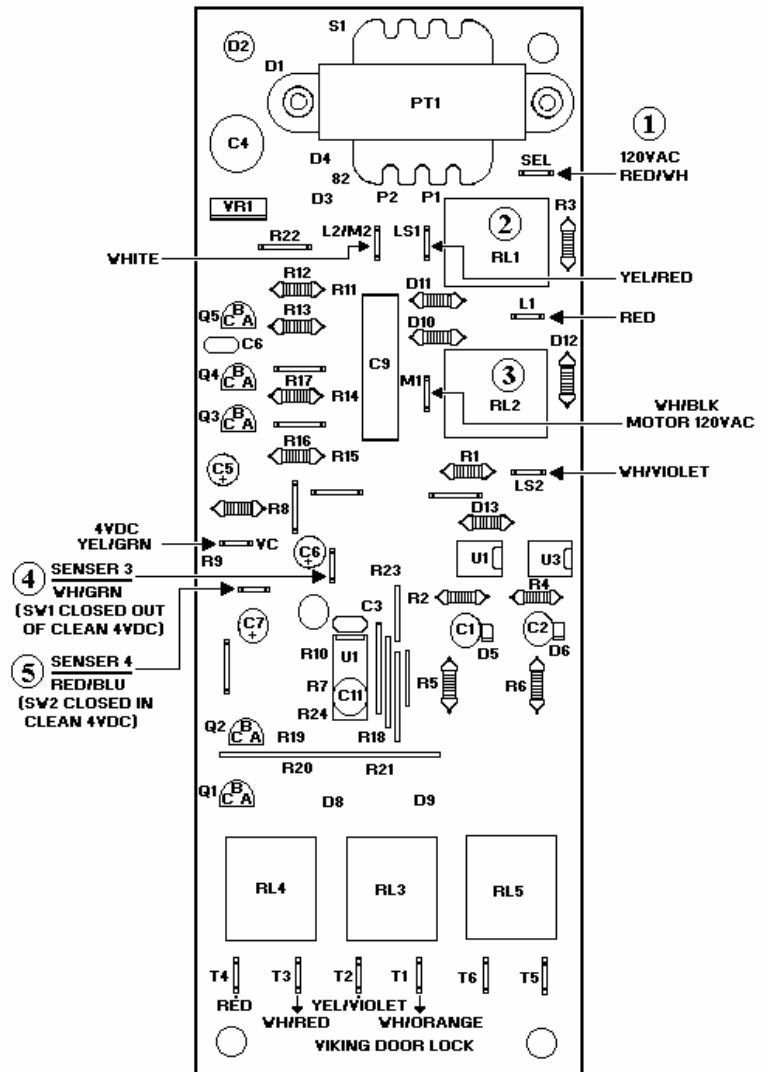 S1
D2
D1
PT1
1
C4
120VAC
D4
SEL
RED/WH
82
D3
P2
P1
R3
VR1
2
R22
L2/M2
LS1
RL1
WHITE
R12
R11
D11
YEL/RED
R13
Q5
B
C A
L1
RED
C6
D10
D12
C9
3
Q4
B
C A
R17
R14
M1
RL2
WH/BLK
MOTOR 120VAC
Q3
B
C A
R16
R15
R1
C5
+
WH/VIOLET
LS2
R8
D13
4VDC
YEL/GRN
VC
C6
+
U1
U3
R9
4
SENSER 3
WH/GRN
(SW1 CLOSED OUT
OF CLEAN 4VDC)
R23
R2
R4
C7
+
C3
C1
C2
D5
D6
5
SENSER 4
RED/BLU
(SW2 CLOSED IN
CLEAN 4VDC)
R10
U1
R7
C11
R5
R6
R24
Q2
B
C A
R19
R18
R20
R21
Q1
B
C A
D8
D9
RL4
RL3
RL5
T4
T3
T2
T1
T6
T5
RED
YEL/VIOLET
WH/RED
WH/ORANGE
VIKING DOOR LOCK